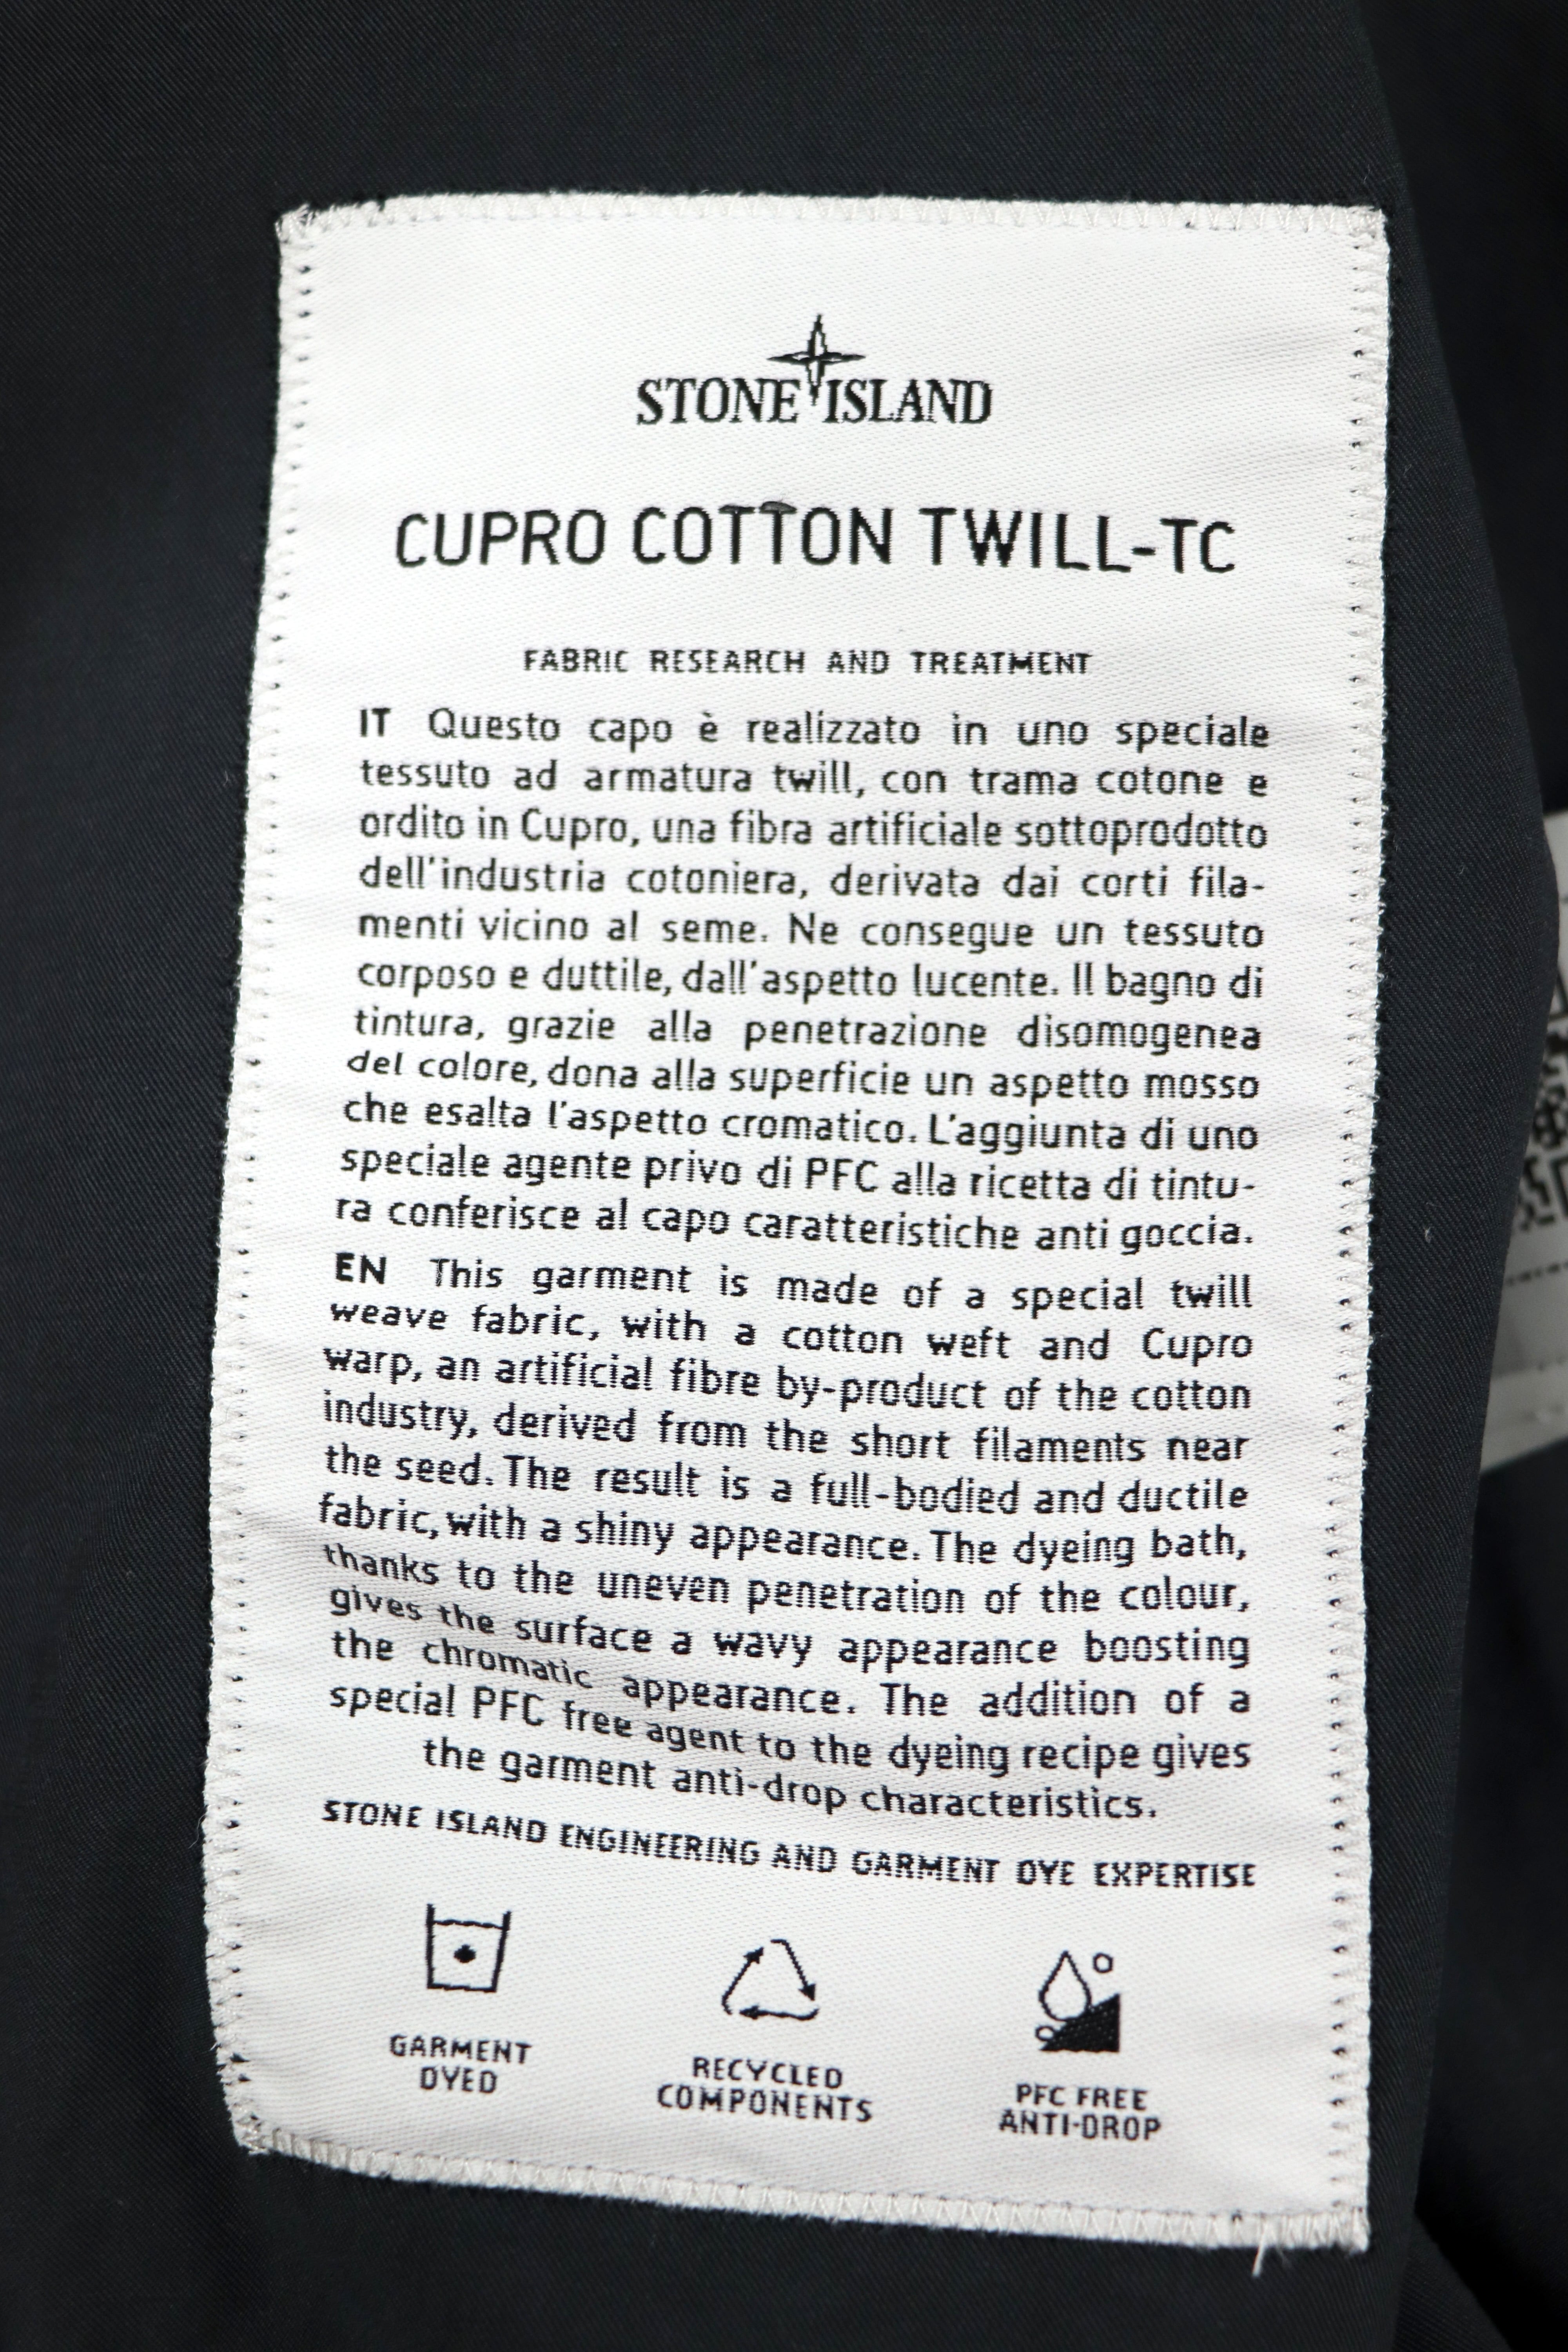 STONE ISLAND
CUPRO COTTON TWILL-TC
FABRIC RESEARCH AND TREATMENT
IT Questo capo è realizzato in uno speciale
tessuto ad armatura twill, con trama cotone e
ordito in Cupro, una fibra artificiale sottoprodotto
dell'industria cotoniera, derivata dai corti fila-
menti vicino al seme. Ne consegue un tessuto
corposo e duttile, dall'aspetto lucente. Il bagno di
tintura, grazie alla penetrazione disomogenea
del colore, dona alla superficie un aspetto mosso
che esalta l'aspetto cromatico. L'aggiunta di uno
speciale agente privo di PFC alla ricetta di tintu-
ra conferisce al capo caratteristiche anti goccia.
EN This garment is made of a special twill
weave fabric, with a cotton weft and Cupro
warp, an artificial fibre by-product of the cotton
industry, derived from the short filaments near
the seed. The result is a full-bodied and ductile
fabric, with a shiny appearance. The dyeing bath,
thanks to the uneven penetration of the colour,
gives the surface a wavy appearance boosting
the chromatic appearance. The addition of a
special PFC free agent to the dyeing recipe gives
the garment anti-drop characteristics.
STONE ISLAND ENGINEERING AND GARMENT DYE EXPERTISE
GARMENT
DYED
RECYCLED
COMPONENTS
PFC FREE
ANTI-DROP